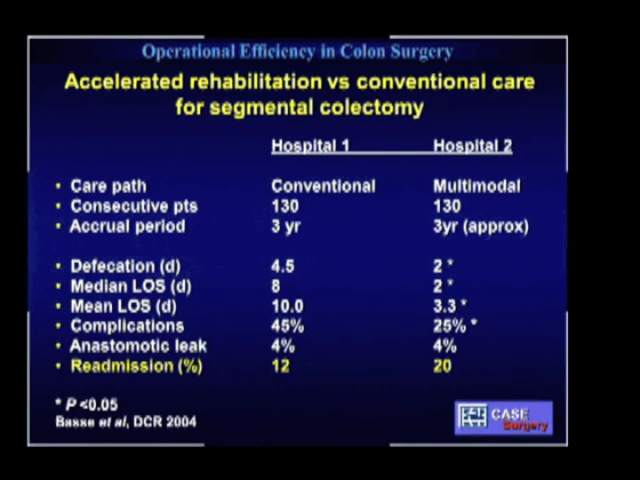 Operational Efficiency in Colon Surgery
Accelerated rehabilitation vs conventional care
for segmental colectomy
Hospital 1 Hospital 2
• Care path Conventional Multimodal
• Consecutive pts 130 130
• Accrual period 3 yr 3yr (approx)
• Defecation (d) 4.5 2 *
• Median LOS (d) 8 2 *
• Mean LOS (d) 10.0 3.3 *
• Complications 45% 25% *
• Anastomotic leak 4% 4%
• Readmission (%) 12 20
* P <0.05
Basse et al, DCR 2004
CASE
Surgery